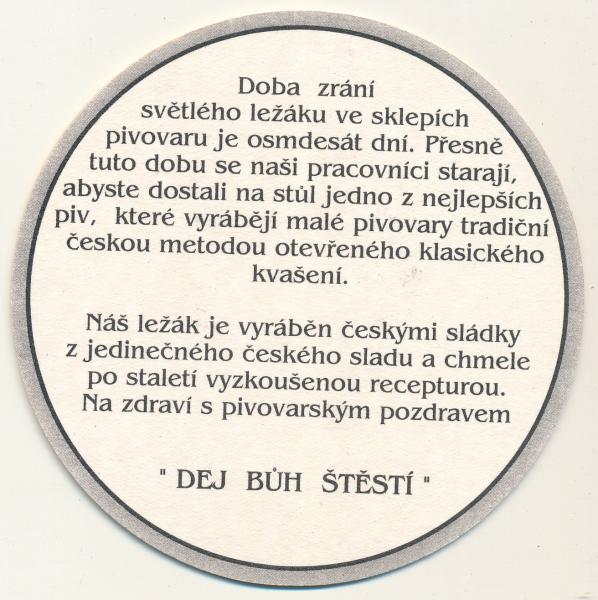 Doba zrání
světlého ležáku ve sklepích
pivovaru je osmdesát dní. Přesně
tuto dobu se naši pracovníci starají,
abyste dostali na stůl jedno z nejlepších
piv, které vyrábějí malé pivovary tradiční
českou metodou otevřeného klasického
kvašení.
Náš ležák je vyráběn českými sládky
z jedinečného českého sladu a chmele
po staletí vyzkoušenou recepturou.
Na zdraví s pivovarským pozdravem
" DEJ BŮH ŠTĚSTÍ "